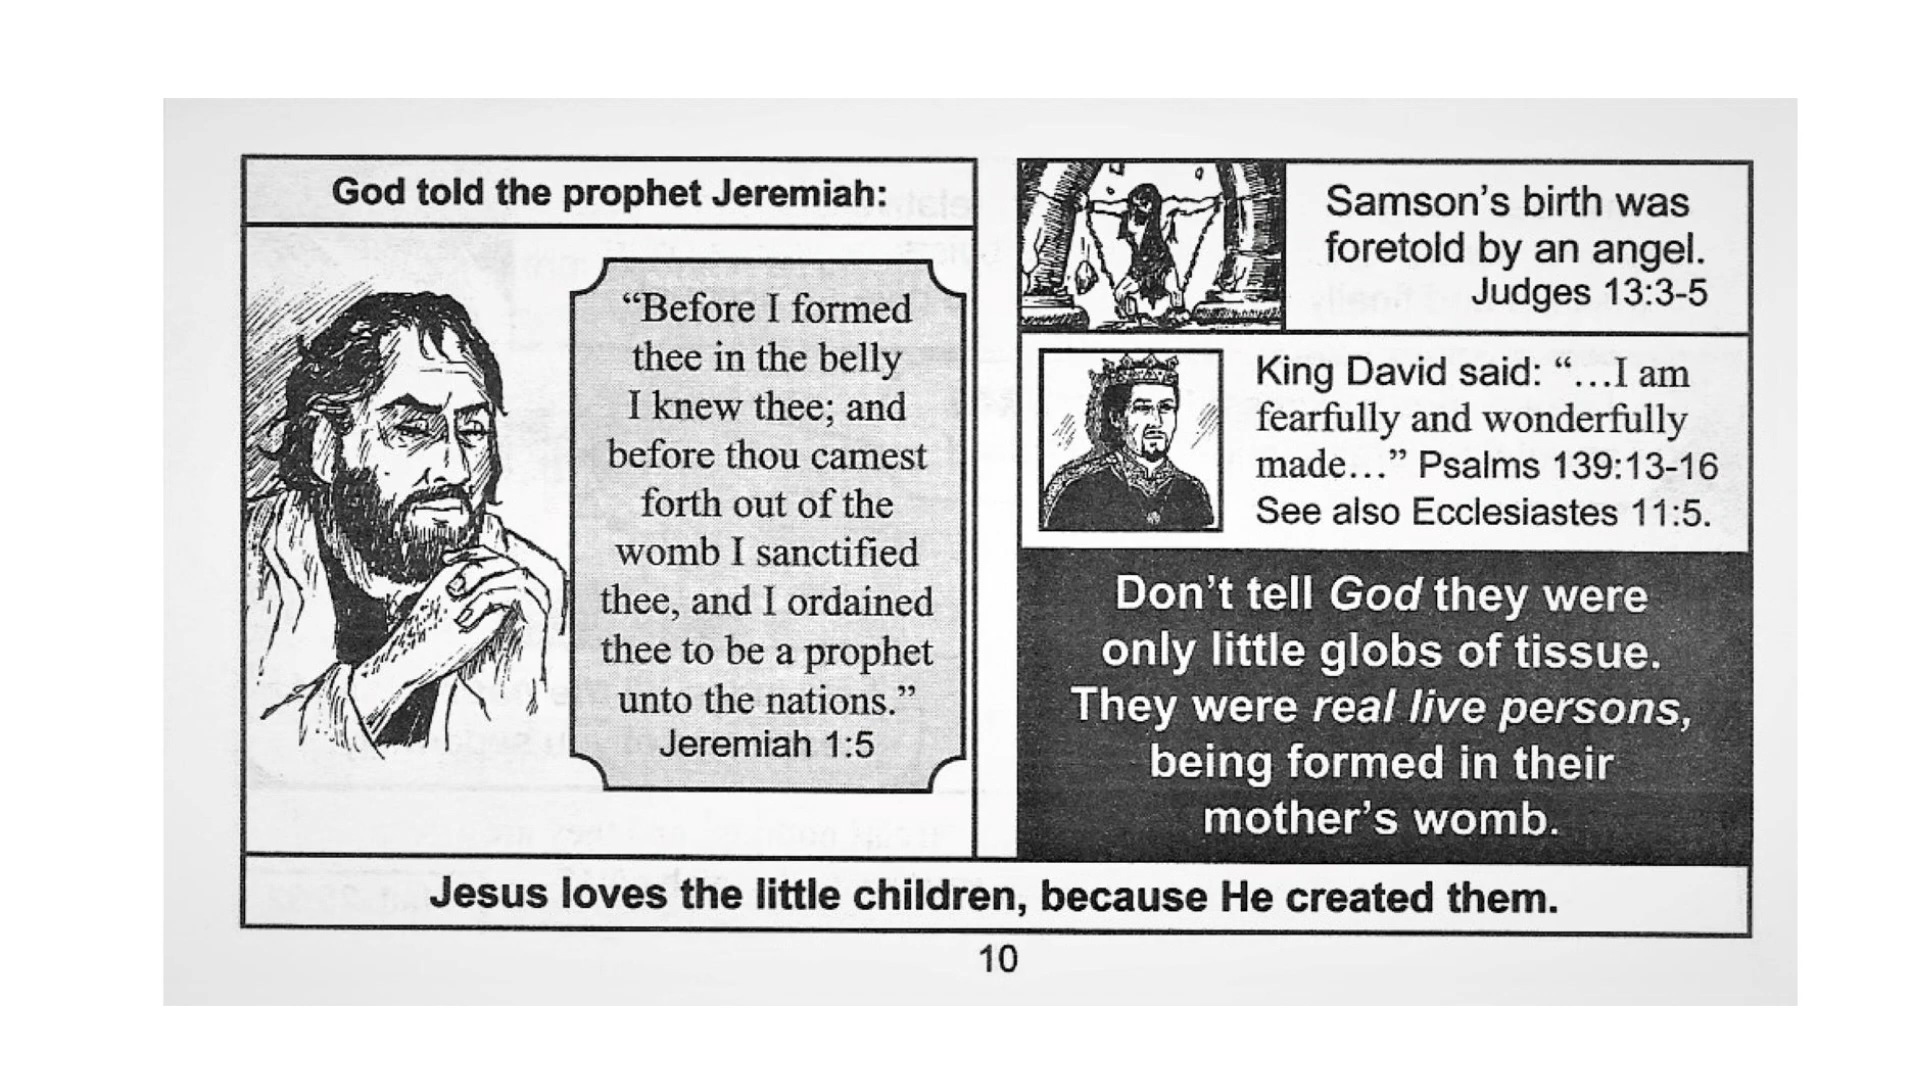 God told the prophet Jeremiah:
“Before I formed
thee in the belly
I knew thee; and
before thou camest
forth out of the
womb I sanctified
thee, and I ordained
thee to be a prophet
unto the nations.”
Jeremiah 1:5
Samson’s birth was
foretold by an angel.
Judges 13:3-5
King David said: “...I am
fearfully and wonderfully
made...” Psalms 139:13-16
See also Ecclesiastes 11:5.
Don’t tell God they were
only little globs of tissue.
They were real live persons,
being formed in their
mother’s womb.
Jesus loves the little children, because He created them.
10